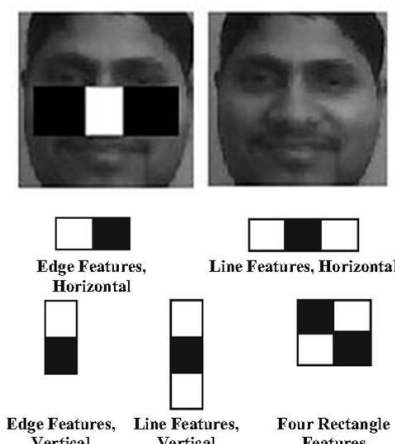 Edge Features,
Horizontal
Line Features, Horizontal
Edge Features,
Vertical
Line Features,
Vertical
Four Rectangle
Features